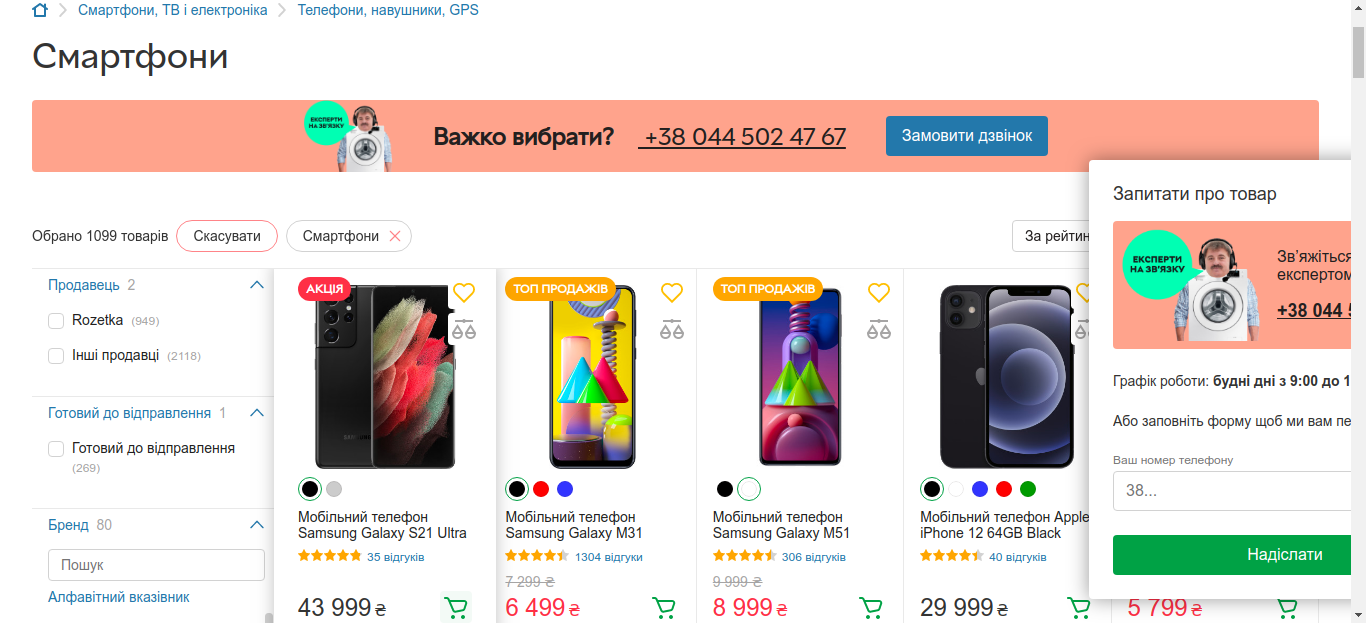 Смартфони, ТВ і електроніка
Телефони, навушники, GPS
Смартфони
ЕКСПЕРТИ
НА ЗВ'ЯЗКУ
Важко вибрати?
+38 044 502 47 67
Замовити дзвінок
Запитати про товар
ЕКСПЕРТИ
НА ЗВ'ЯЗКУ
Зв'яжіться
експертом
+38 044 5
Графік роботи: будні дні з 9:00 до 1
Або заповніть форму щоб ми вам пе
Ваш номер телефону
38...
Надіслати
Обрано 1099 товарів
Скасувати
Смартфони
За рейтин
Продавець 2
Rozetka (949)
Інші продавці (2118)
Готовий до відправлення 1
Готовий до відправлення
(269)
Бренд 80
Пошук
Алфавітний вказівник
АКЦІЯ
SAMSUNG
Мобільний телефон
Samsung Galaxy S21 Ultra
35 відгуків
43 999 ₴
ТОП ПРОДАЖІВ
Мобільний телефон
Samsung Galaxy M31
1304 відгуки
7 299 ₴
6 499 ₴
ТОП ПРОДАЖІВ
Мобільний телефон
Samsung Galaxy M51
306 відгуків
9 999 ₴
8 999 ₴
Мобільний телефон Apple
iPhone 12 64GB Black
40 відгуків
29 999 ₴
5 799 ₴